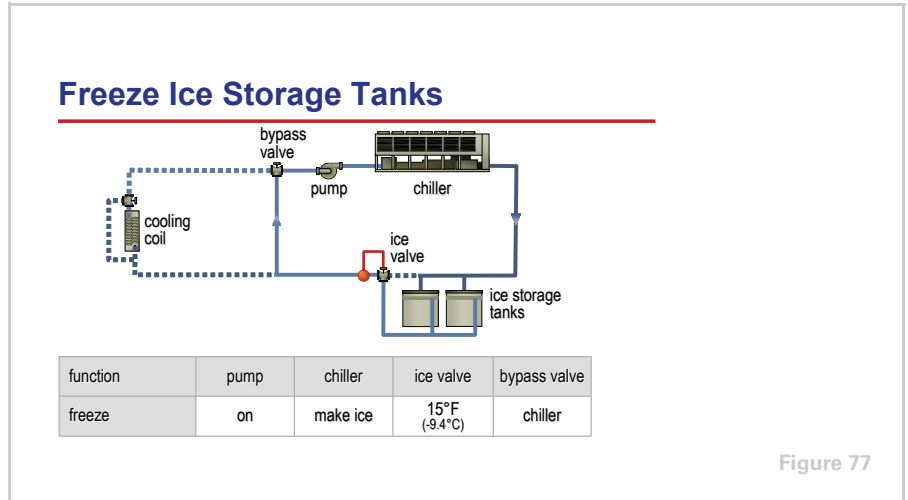 Freeze Ice Storage Tanks
bypass
valve
pump
chiller
cooling
coil
ice
valve
ice storage
tanks
function pump chiller ice valve bypass valve
freeze on make ice 15°F chiller
(-9.4°C)
Figure 77